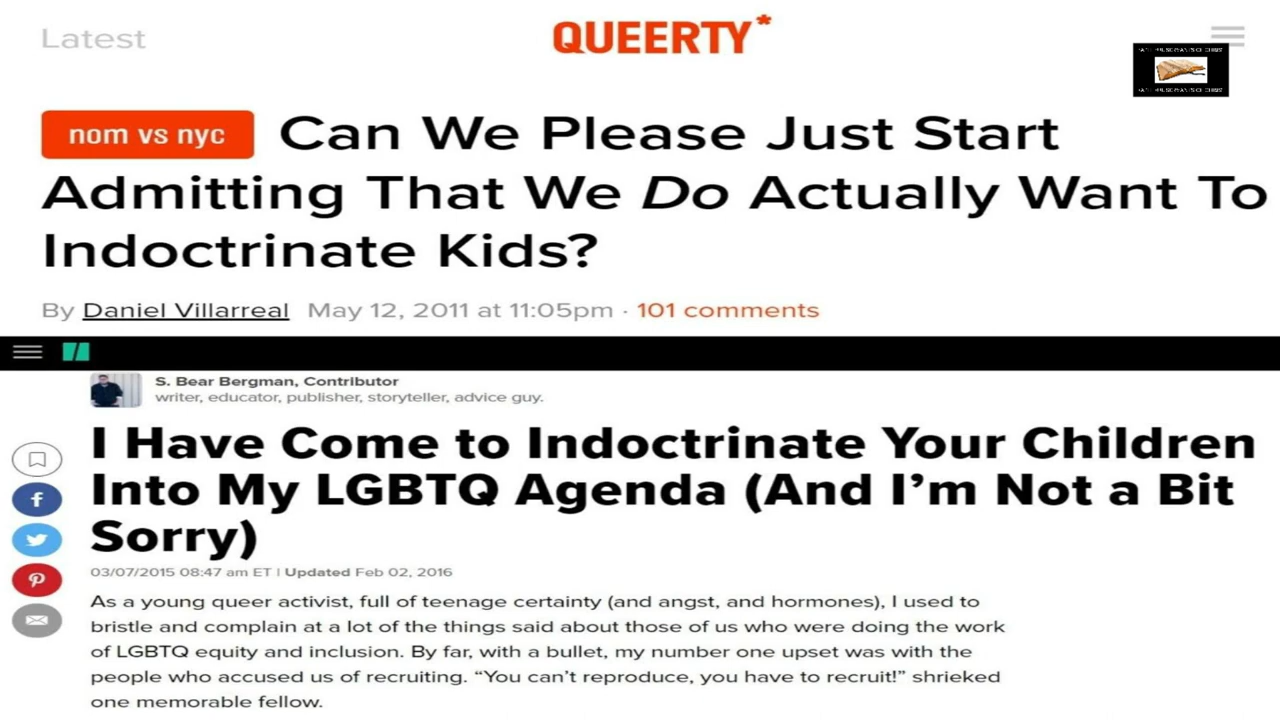 Latest
QUEERTY*
nom vs nyc Can We Please Just Start
Admitting That We Do Actually Want To
Indoctrinate Kids?
By Daniel Villarreal May 12, 2011 at 11:05pm · 101 comments
S. Bear Bergman, Contributor
writer, educator, publisher, storyteller, advice guy.
I Have Come to Indoctrinate Your Children
Into My LGBTQ Agenda (And I'm Not a Bit
Sorry)
03/07/2015 08:47 am ET | Updated Feb 02, 2016
As a young queer activist, full of teenage certainty (and angst, and hormones), I used to
bristle and complain at a lot of the things said about those of us who were doing the work
of LGBTQ equity and inclusion. By far, with a bullet, my number one upset was with the
people who accused us of recruiting. “You can't reproduce, you have to recruit!” shrieked
one memorable fellow.